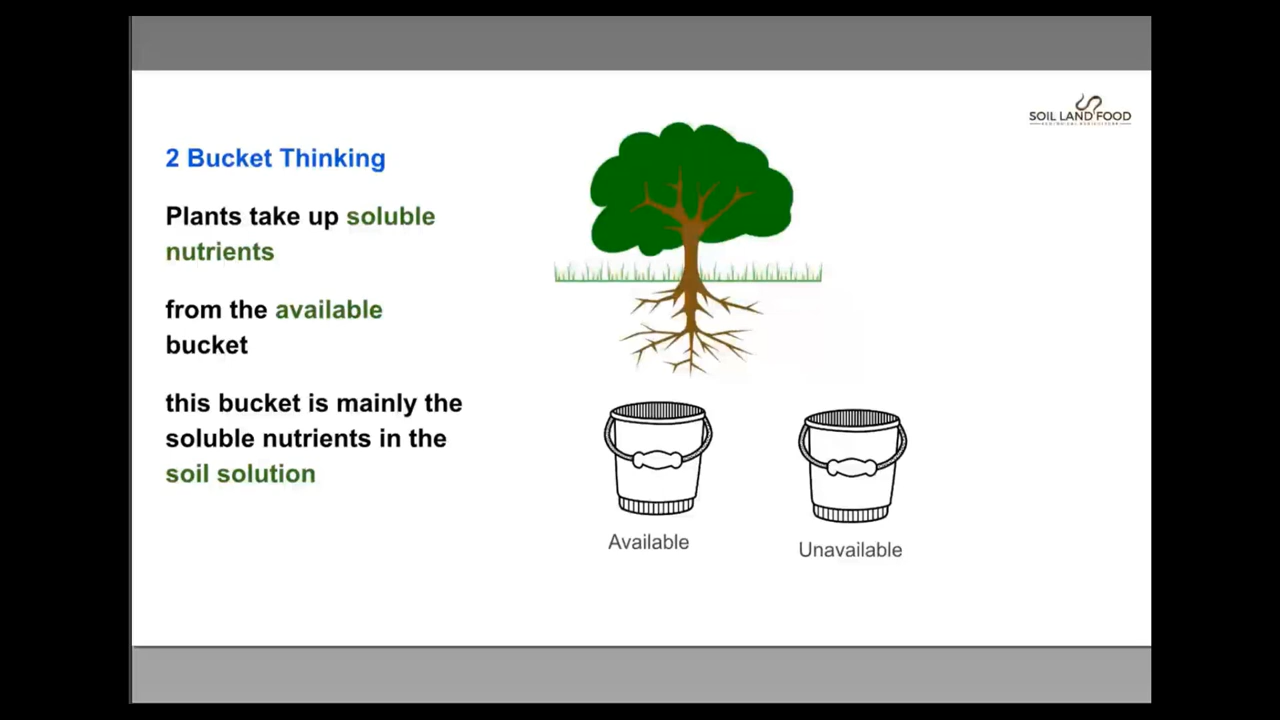 SOIL LAND FOOD
2 Bucket Thinking
Plants take up soluble
nutrients
from the available
bucket
this bucket is mainly the
soluble nutrients in the
soil solution
Available
Unavailable